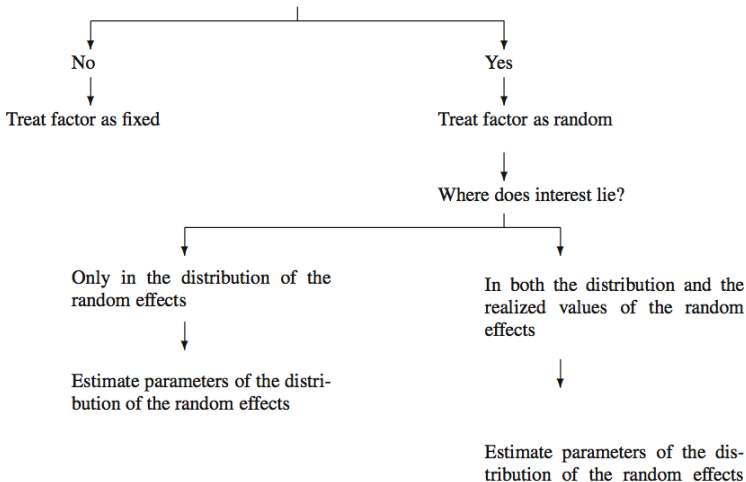 No
Yes
Treat factor as fixed
Treat factor as random
Where does interest lie?
Only in the distribution of the
random effects
In both the distribution and the
realized values of the random
effects
Estimate parameters of the distri-
bution of the random effects
Estimate parameters of the dis-
tribution of the random effects